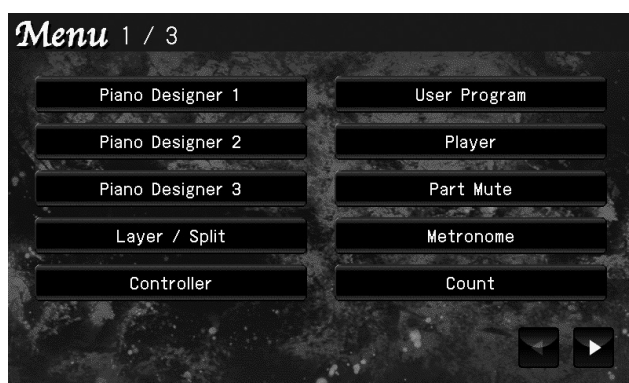 Menu 1 / 3
Piano Designer 1
Piano Designer 2
Piano Designer 3
Layer / Split
Controller
User Program
Player
Part Mute
Metronome
Count